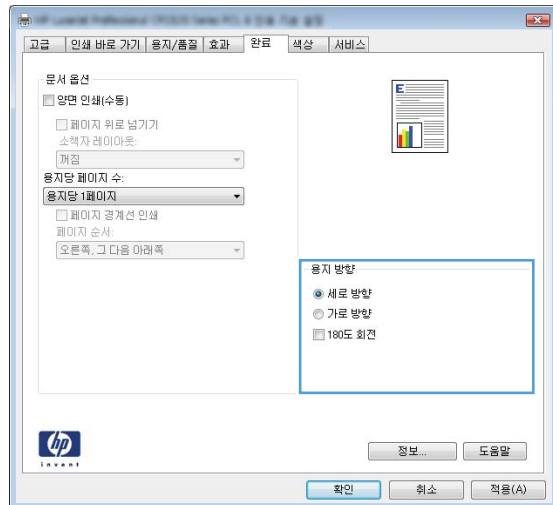 고급 인쇄 바로 가기 용지/품질 효과 완료 색상 서비스
문서 옵션
양면 인쇄(수동)
페이지 위로 넘기기
소책자 레이아웃:
꺼짐
용지당 페이지 수:
용지당 1페이지
페이지 경계선 인쇄
페이지 순서:
오른쪽, 그 다음 아래쪽
E
용지 방향
세로 방향
가로 방향
180도 회전
hp
invent
정보... 도움말
확인 취소 적용(A)